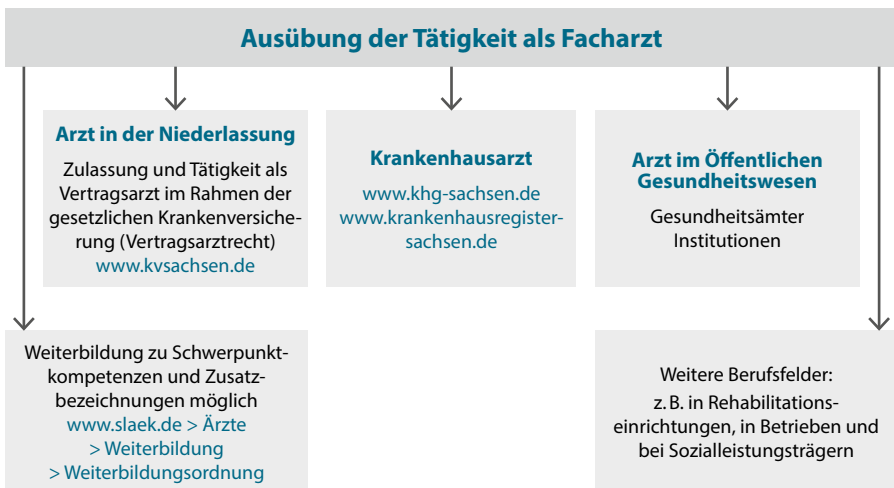 Ausübung der Tätigkeit als Facharzt
Arzt in der Niederlassung
Zulassung und Tätigkeit als
Vertragsarzt im Rahmen der
gesetzlichen Krankenversiche-
rung (Vertragsarztrecht)
www.kvsachsen.de
Krankenhausarzt
www.khg-sachsen.de
www.krankenhausregister-
sachsen.de
Arzt im Öffentlichen
Gesundheitswesen
Gesundheitsämter
Institutionen
Weiterbildung zu Schwerpunkt-
kompetenzen und Zusatz-
bezeichnungen möglich
www.slaek.de > Ärzte
> Weiterbildung
> Weiterbildungsordnung
Weitere Berufsfelder:
z. B. in Rehabilitations-
einrichtungen, in Betrieben und
bei Sozialleistungsträgern